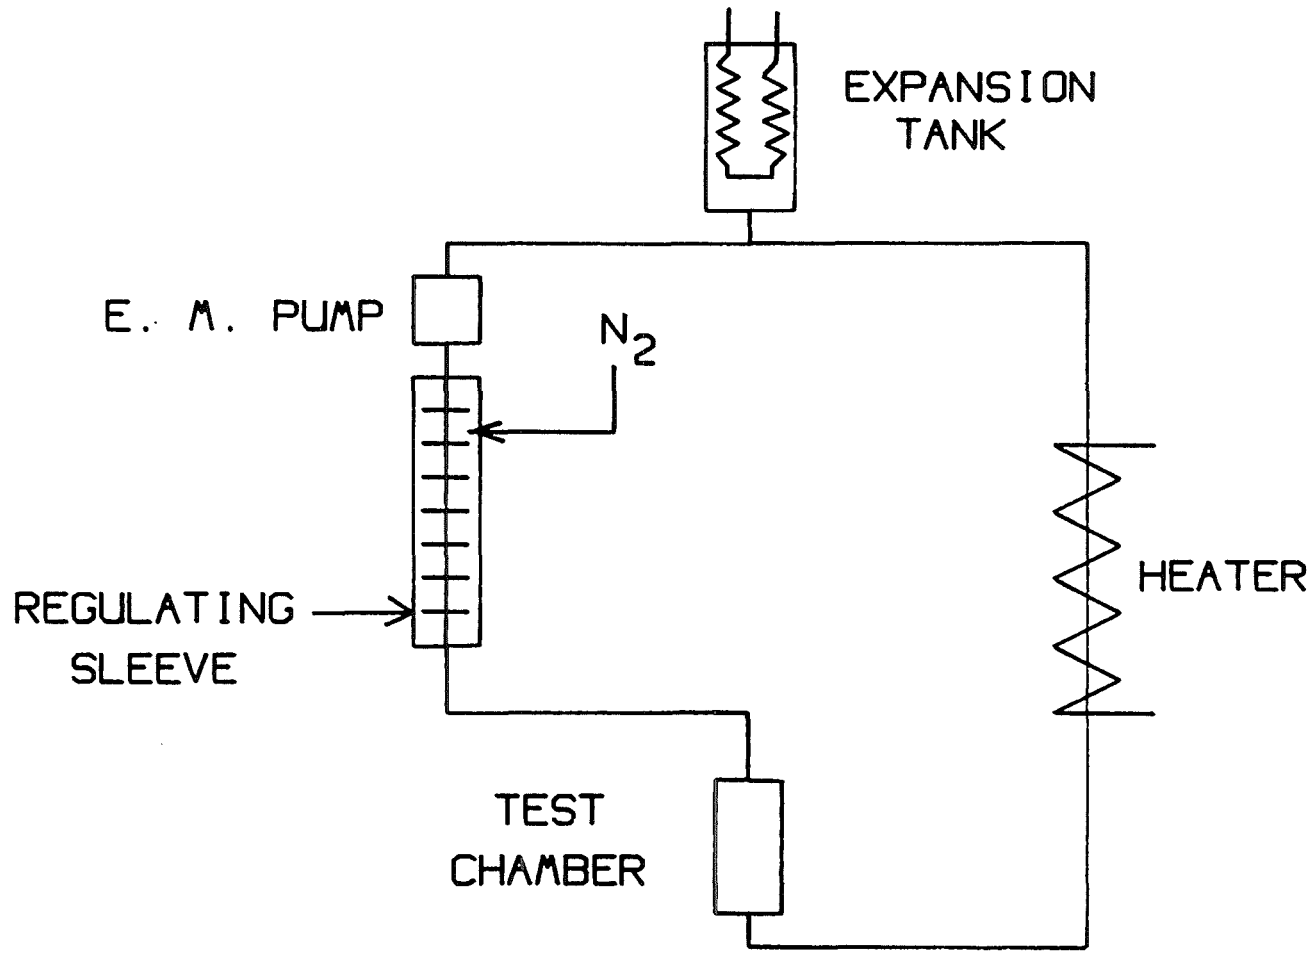 EXPANSION
TANK
E. M. PUMP
N2
HEATER
REGULATING
SLEEVE
TEST
CHAMBER